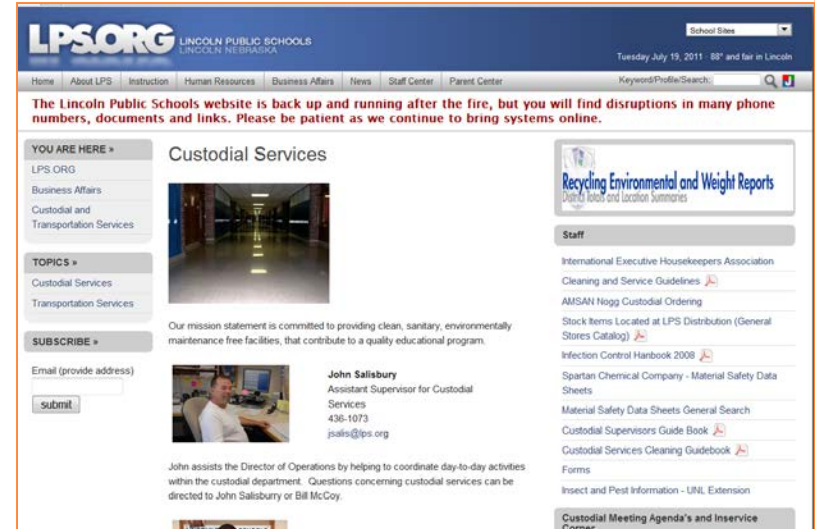 LPS.ORG LINCOLN PUBLIC SCHOOLS
LINCOLN NEBRASKA
School Sites
Tuesday July 19, 2011 · 88° and fair in Lincoln
Home About LPS Instruction Human Resources Business Affairs News Staff Center Parent Center Keyword/Profile/Search:
The Lincoln Public Schools website is back up and running after the fire, but you will find disruptions in many phone
numbers, documents and links. Please be patient as we continue to bring systems online.
YOU ARE HERE »
LPS.ORG
Business Affairs
Custodial and
Transportation Services
TOPICS »
Custodial Services
Transportation Services
SUBSCRIBE »
Email (provide address)
submit
Custodial Services
Our mission statement is committed to providing clean, sanitary, environmentally
maintenance free facilities, that contribute to a quality educational program.
John Salisbury
Assistant Supervisor for Custodial
Services
436-1073
jsalis@lps.org
John assists the Director of Operations by helping to coordinate day-to-day activities
within the custodial department. Questions concerning custodial services can be
directed to John Salisburry or Bill McCoy.
Recycling Environmental and Weight Reports
District Totals and Location Summaries
Staff
International Executive Housekeepers Association
Cleaning and Service Guidelines
AMSAN Nogg Custodial Ordering
Stock Items Located at LPS Distribution (General
Stores Catalog)
Infection Control Hanbook 2008
Spartan Chemical Company - Material Safety Data
Sheets
Material Safety Data Sheets General Search
Custodial Supervisors Guide Book
Custodial Services Cleaning Guidebook
Forms
Insect and Pest Information - UNL Extension
Custodial Meeting Agenda's and Inservice
Corner